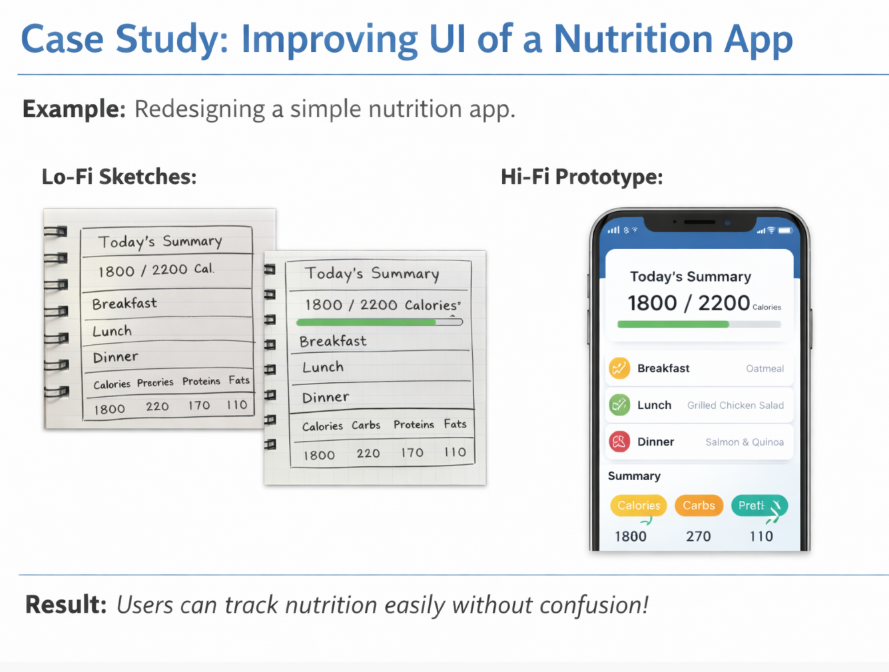 Case Study: Improving UI of a Nutrition App
Example: Redesigning a simple nutrition app.
Lo-Fi Sketches:
Today's Summary
1800 / 2200 Cal.
Breakfast
Lunch
Dinner
Calories Precries Proteins Fats
1800 220 170 110
Today's Summary
1800 / 2200 Calories
Breakfast
Lunch
Dinner
Calories Carbs Proteins Fats
1800 220 170 110
Hi-Fi Prototype:
Today's Summary
1800 / 2200 Calories
Breakfast Oatmeal
Lunch Grilled Chicken Salad
Dinner Salmon & Quinoa
Summary
Calories Carbs
1800 270 110
Result: Users can track nutrition easily without confusion!